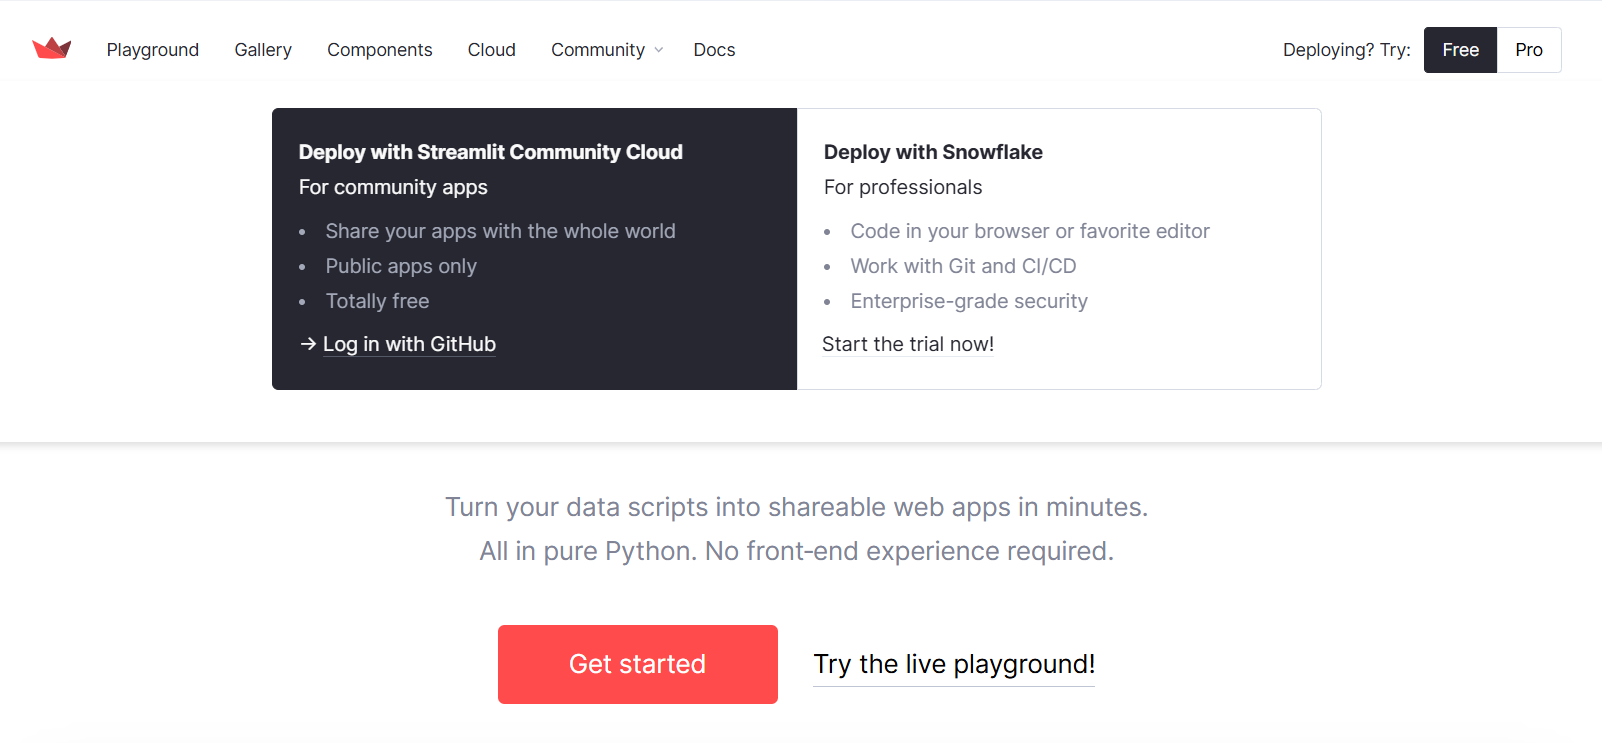 Playground Gallery Components Cloud Community Docs Deploying? Try: Free Pro
Deploy with Streamlit Community Cloud
For community apps
• Share your apps with the whole world
• Public apps only
• Totally free
→ Log in with GitHub
Deploy with Snowflake
For professionals
• Code in your browser or favorite editor
• Work with Git and CI/CD
• Enterprise-grade security
Start the trial now!
Turn your data scripts into shareable web apps in minutes.
All in pure Python. No front-end experience required.
Get started Try the live playground!